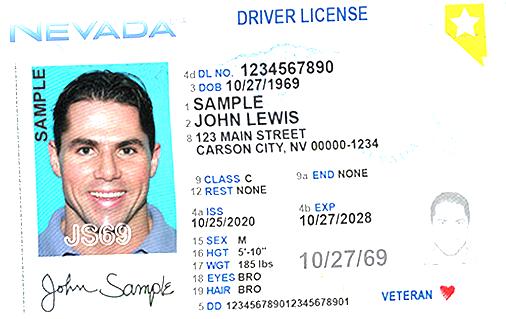 NEVADA
DRIVER LICENSE
SAMPLE
4d DL NO. 1234567890
3 DOB 10/27/1969
1 SAMPLE
2 JOHN LEWIS
8 123 MAIN STREET
CARSON CITY, NV 00000-1234
9 CLASS C 9a END NONE
12 REST NONE
4a ISS 4b EXP
10/25/2020 10/27/2028
15 SEX M
16 HGT 5'-10"
17 WGT 185 lbs
18 EYES BRO
19 HAIR BRO
5 DD 123456789012345678901
10/27/69
JS69
John Sample
VETERAN